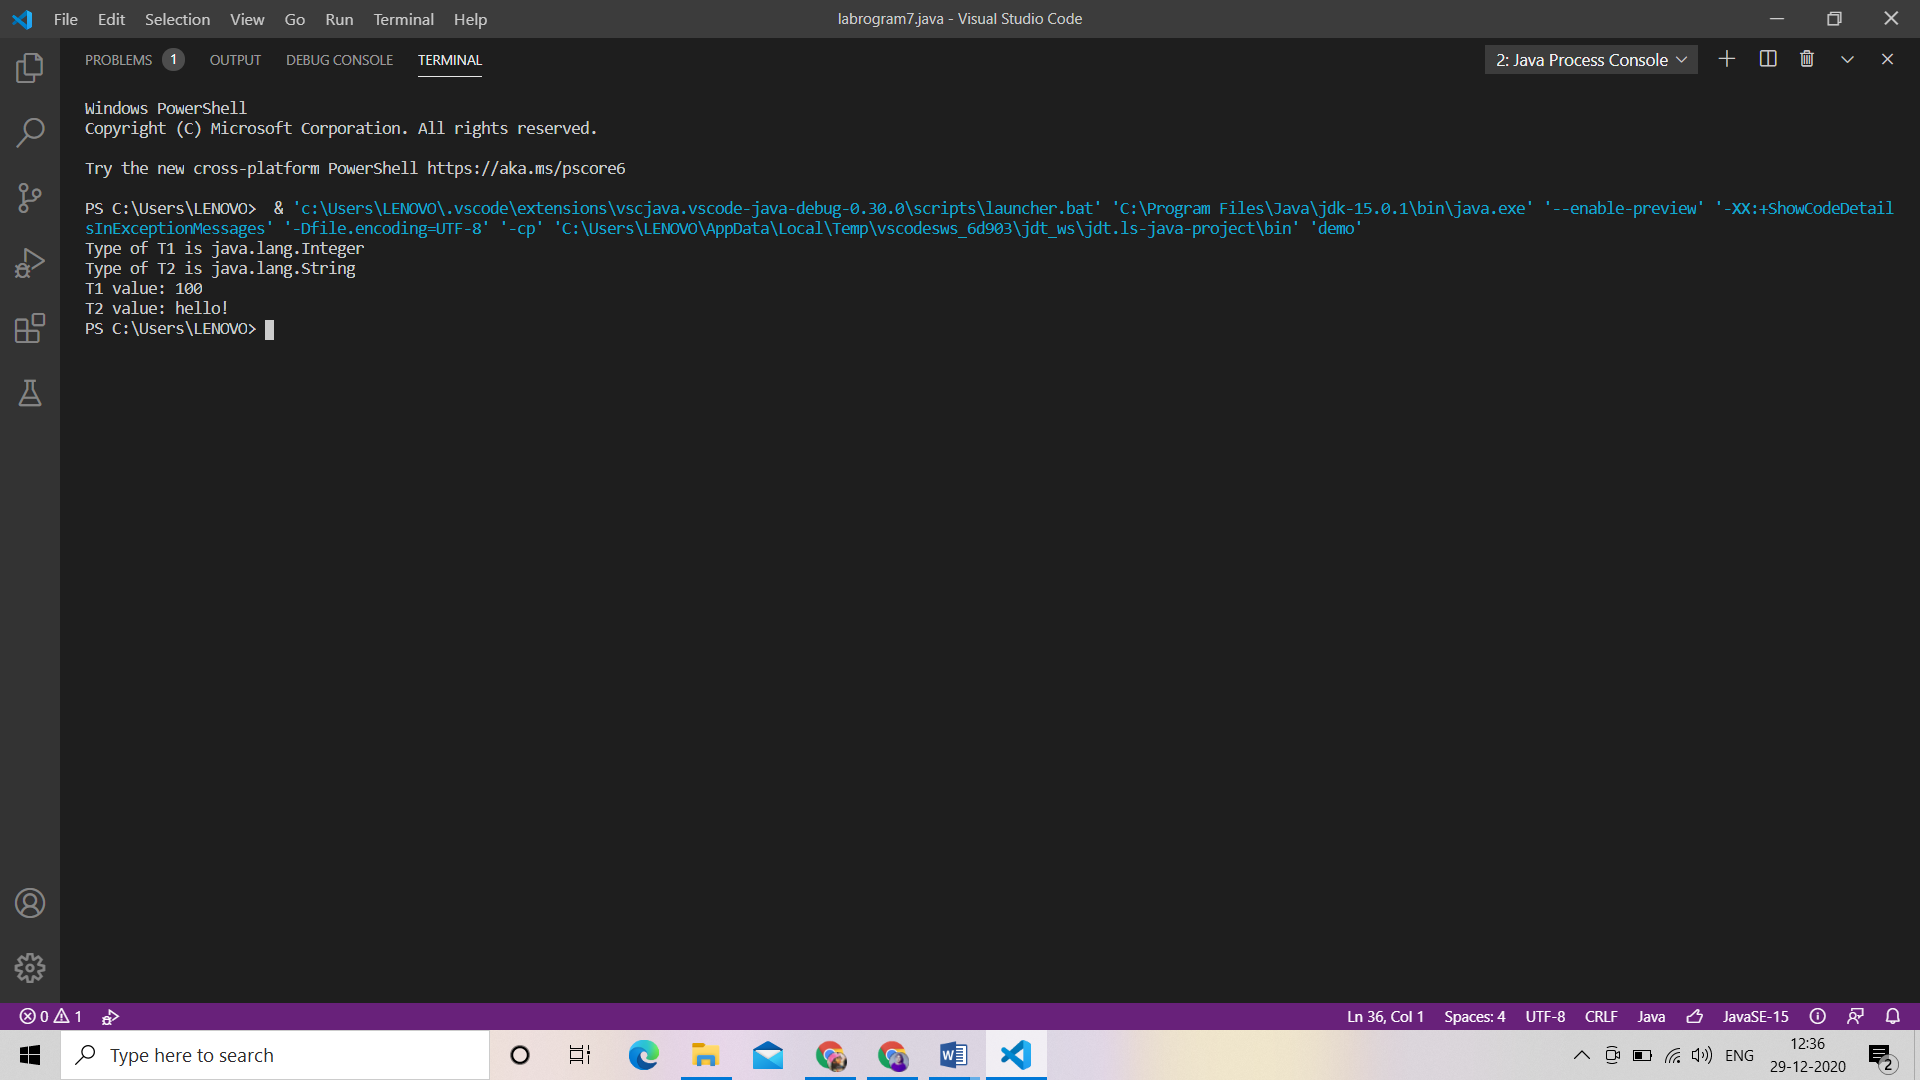 File Edit Selection View Go Run Terminal Help
labrogram7.java - Visual Studio Code
PROBLEMS 1 OUTPUT DEBUG CONSOLE TERMINAL
2: Java Process Console
Windows PowerShell
Copyright (C) Microsoft Corporation. All rights reserved.
Try the new cross-platform PowerShell https://aka.ms/pscore6
PS C:\Users\LENOVO>  & 'c:\Users\LENOVO\.vscode\extensions\vscjava.vscode-java-debug-0.30.0\scripts\launcher.bat' 'C:\Program Files\Java\jdk-15.0.1\bin\java.exe' '--enable-preview' '-XX:+ShowCodeDetail
sInExceptionMessages' '-Dfile.encoding=UTF-8' '-cp' 'C:\Users\LENOVO\AppData\Local\Temp\vscodesws_6d903\jdt_ws\jdt.ls-java-project\bin' 'demo'
Type of T1 is java.lang.Integer
Type of T2 is java.lang.String
T1 value: 100
T2 value: hello!
PS C:\Users\LENOVO>
0 1
Ln 36, Col 1 Spaces: 4 UTF-8 CRLF Java JavaSE-15
Type here to search
W
ENG
12:36
29-12-2020
2